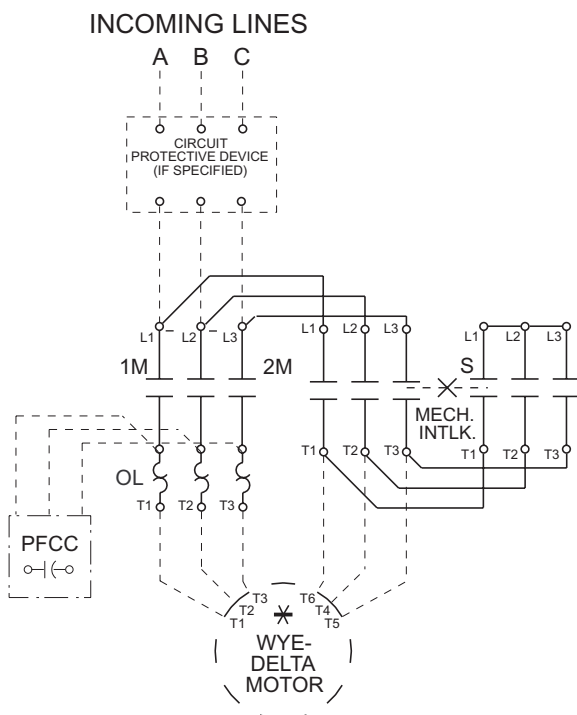 INCOMING LINES
A B C
CIRCUIT
PROTECTIVE DEVICE
(IF SPECIFIED)
L1 L2 L3 L1 L2 L3 L1 L2 L3
1M 2M S
MECH.
INTLK.
T1 T2 T3 T1 T2 T3
OL
T1 T2 T3
PFCC
T3 T6
T2 T4
T1 T5
WYE-
DELTA
MOTOR